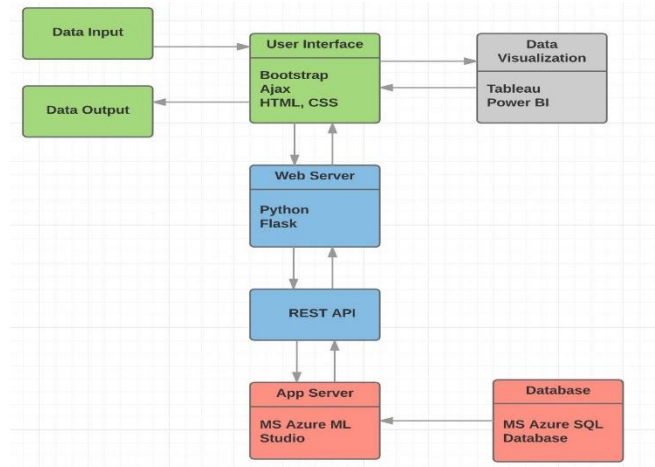 Data Input
Data Output
User Interface
Bootstrap
Ajax
HTML, CSS
Data
Visualization
Tableau
Power BI
Web Server
Python
Flask
REST API
App Server
MS Azure ML
Studio
Database
MS Azure SQL
Database